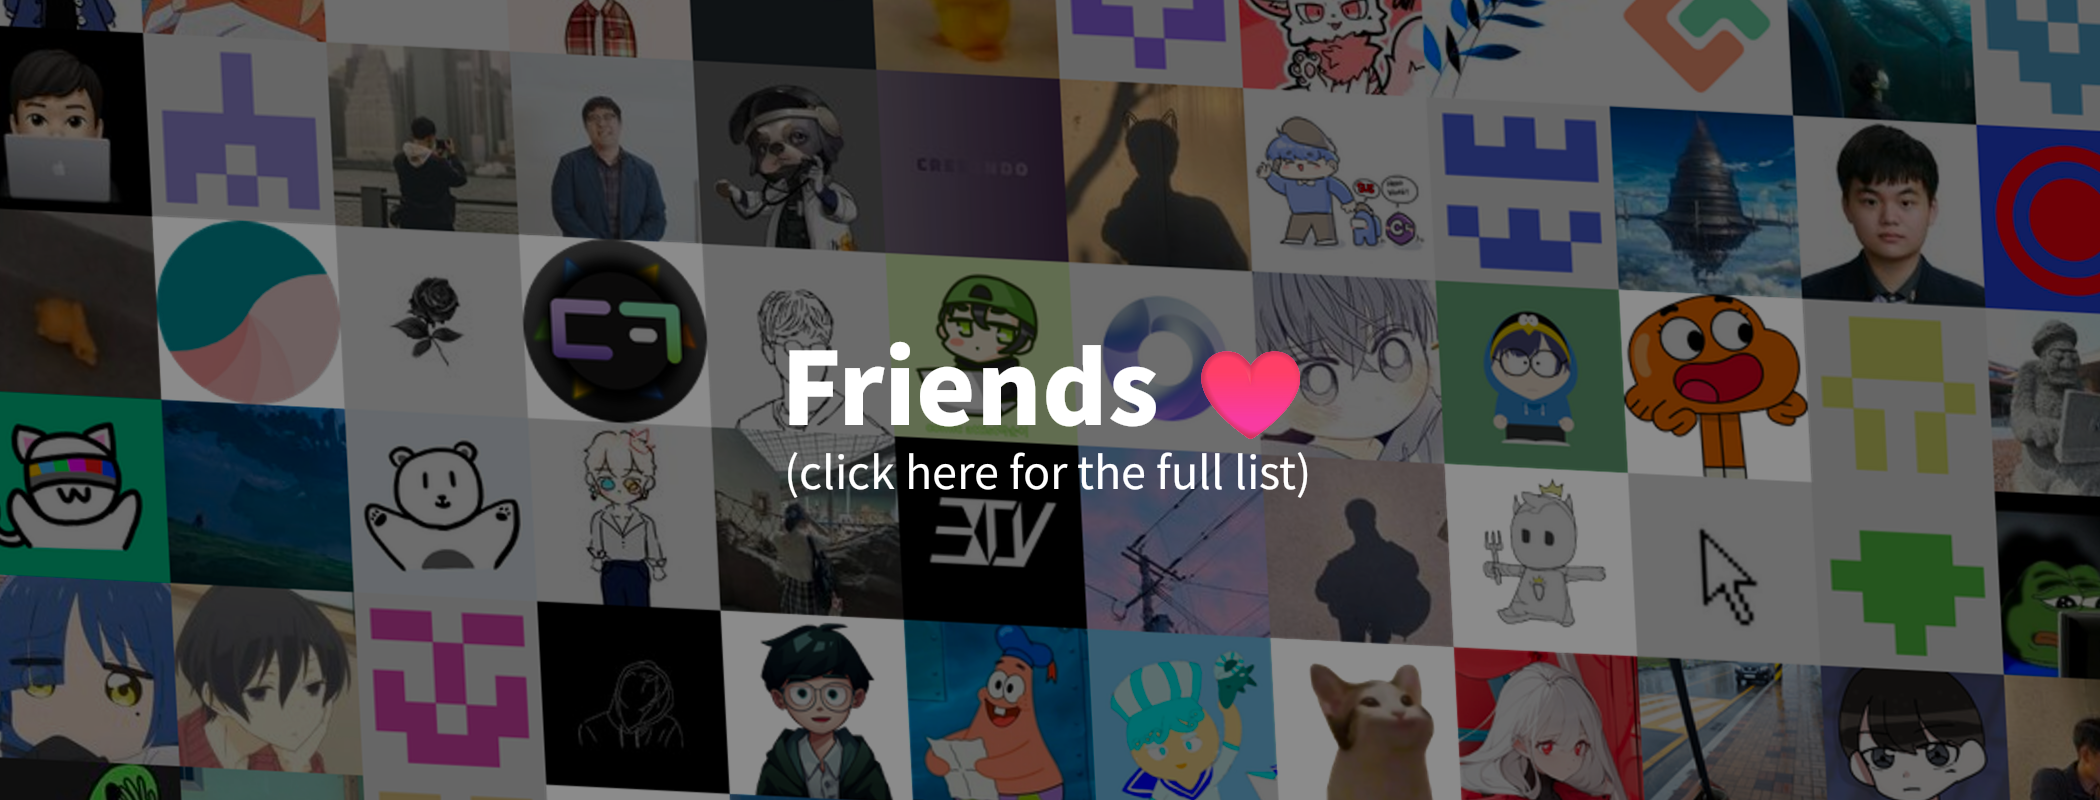 Friends ❤
(click here for the full list)